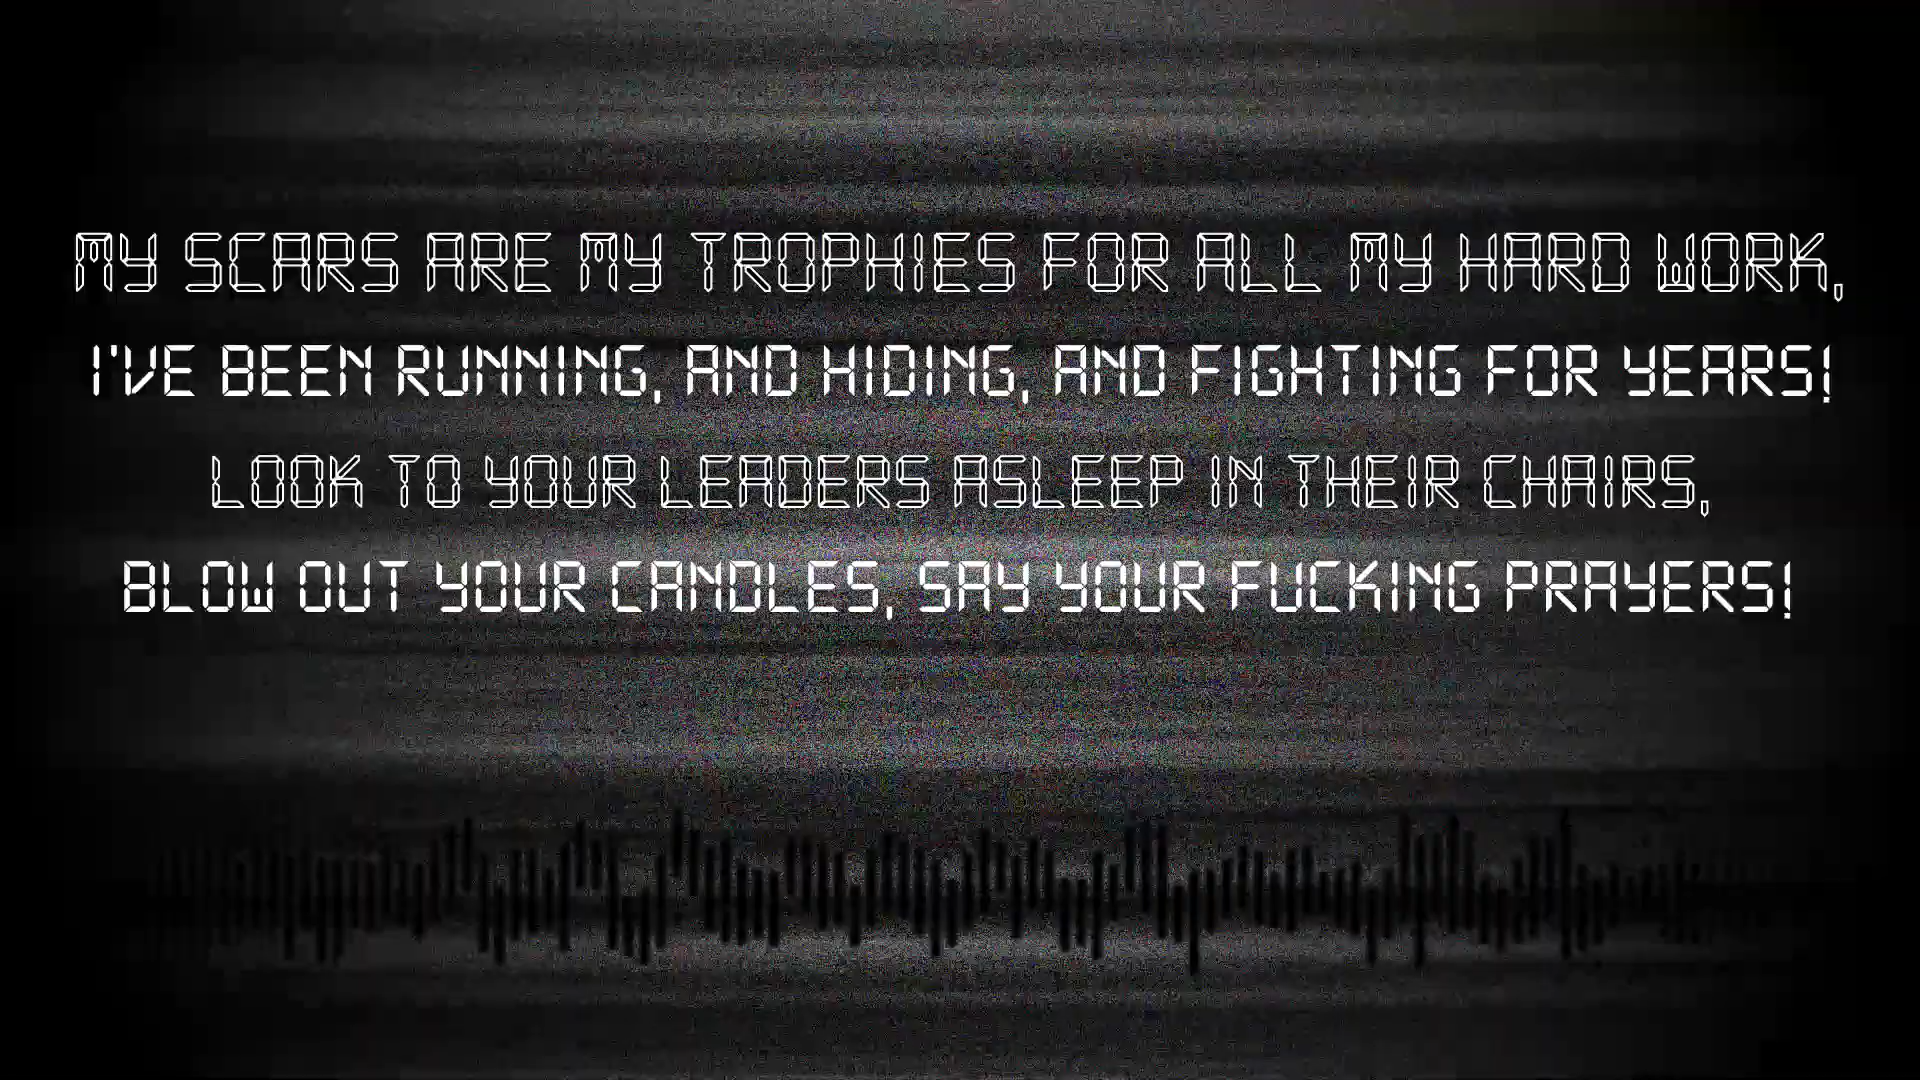 MY SCARS ARE MY TROPHIES FOR ALL MY HARD WORK,
I'VE BEEN RUNNING, AND HIDING, AND FIGHTING FOR YEARS!
LOOK TO YOUR LEADERS ASLEEP IN THEIR CHAIRS,
BLOW OUT YOUR CANDLES, SAY YOUR FUCKING PRAYERS!